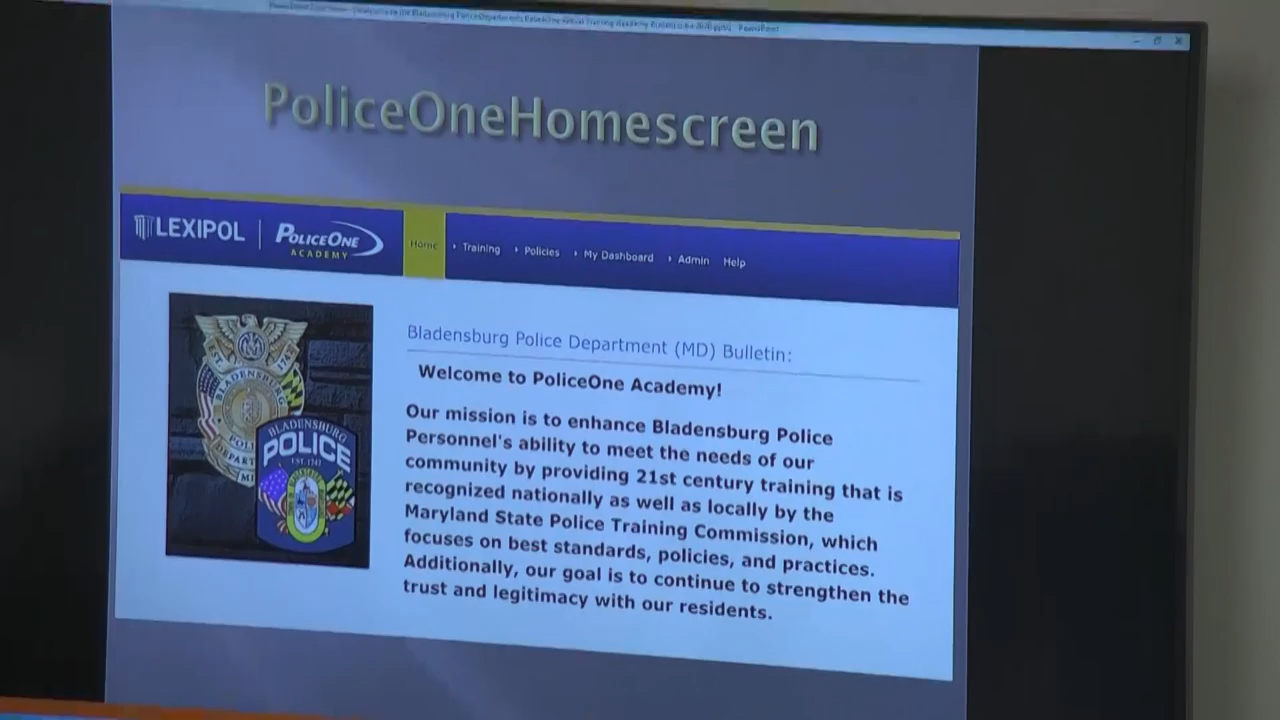 PoliceOneHomescreen
LEXIPOL
POLICEONE
ACADEMY
Home
Training
Policies
My Dashboard
Admin
Help
BLADENSBURG
BLADENSBURG
POLICE
Bladensburg Police Department (MD) Bulletin:
Welcome to PoliceOne Academy!
Our mission is to enhance Bladensburg Police
Personnel's ability to meet the needs of our
community by providing 21st century training that is
recognized nationally as well as locally by the
Maryland State Police Training Commission, which
focuses on best standards, policies, and practices.
Additionally, our goal is to continue to strengthen the
trust and legitimacy with our residents.